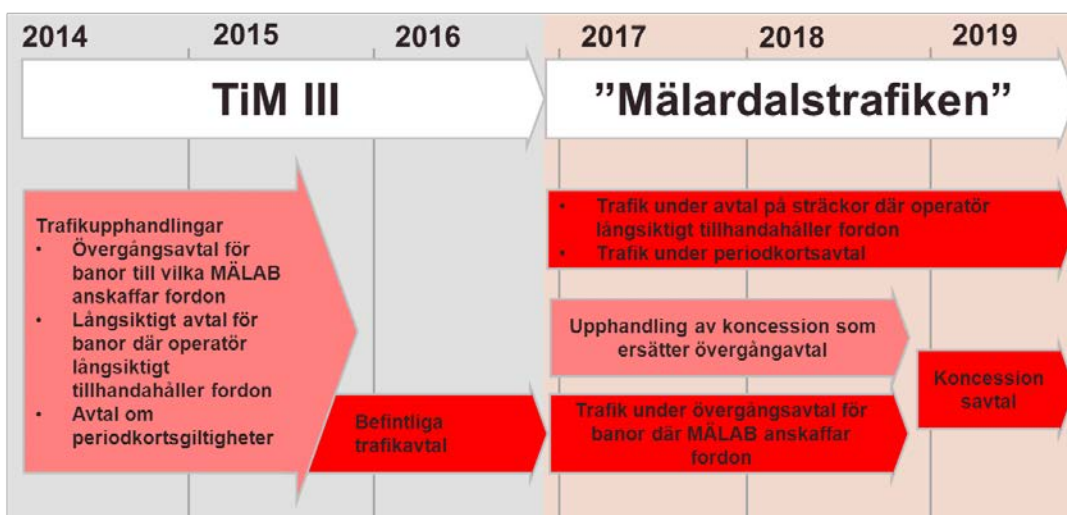 2014 2015 2016 2017 2018 2019
TiM III
”Mälardalstrafiken”
Trafikupphandlingar
• Övergångsavtal för
banor till vilka MÄLAB
anskaffar fordon
• Långsiktigt avtal för
banor där operatör
långsiktigt
tillhandahåller fordon
• Avtal om
periodkortsgiltigheter
Befintliga
trafikavtal
• Trafik under avtal på sträckor där operatör
långsiktigt tillhandahåller fordon
• Trafik under periodkortsavtal
Upphandling av koncession som
ersätter övergångavtal
Trafik under övergångsavtal för
banor där MÄLAB anskaffar
fordon
Koncession
savtal